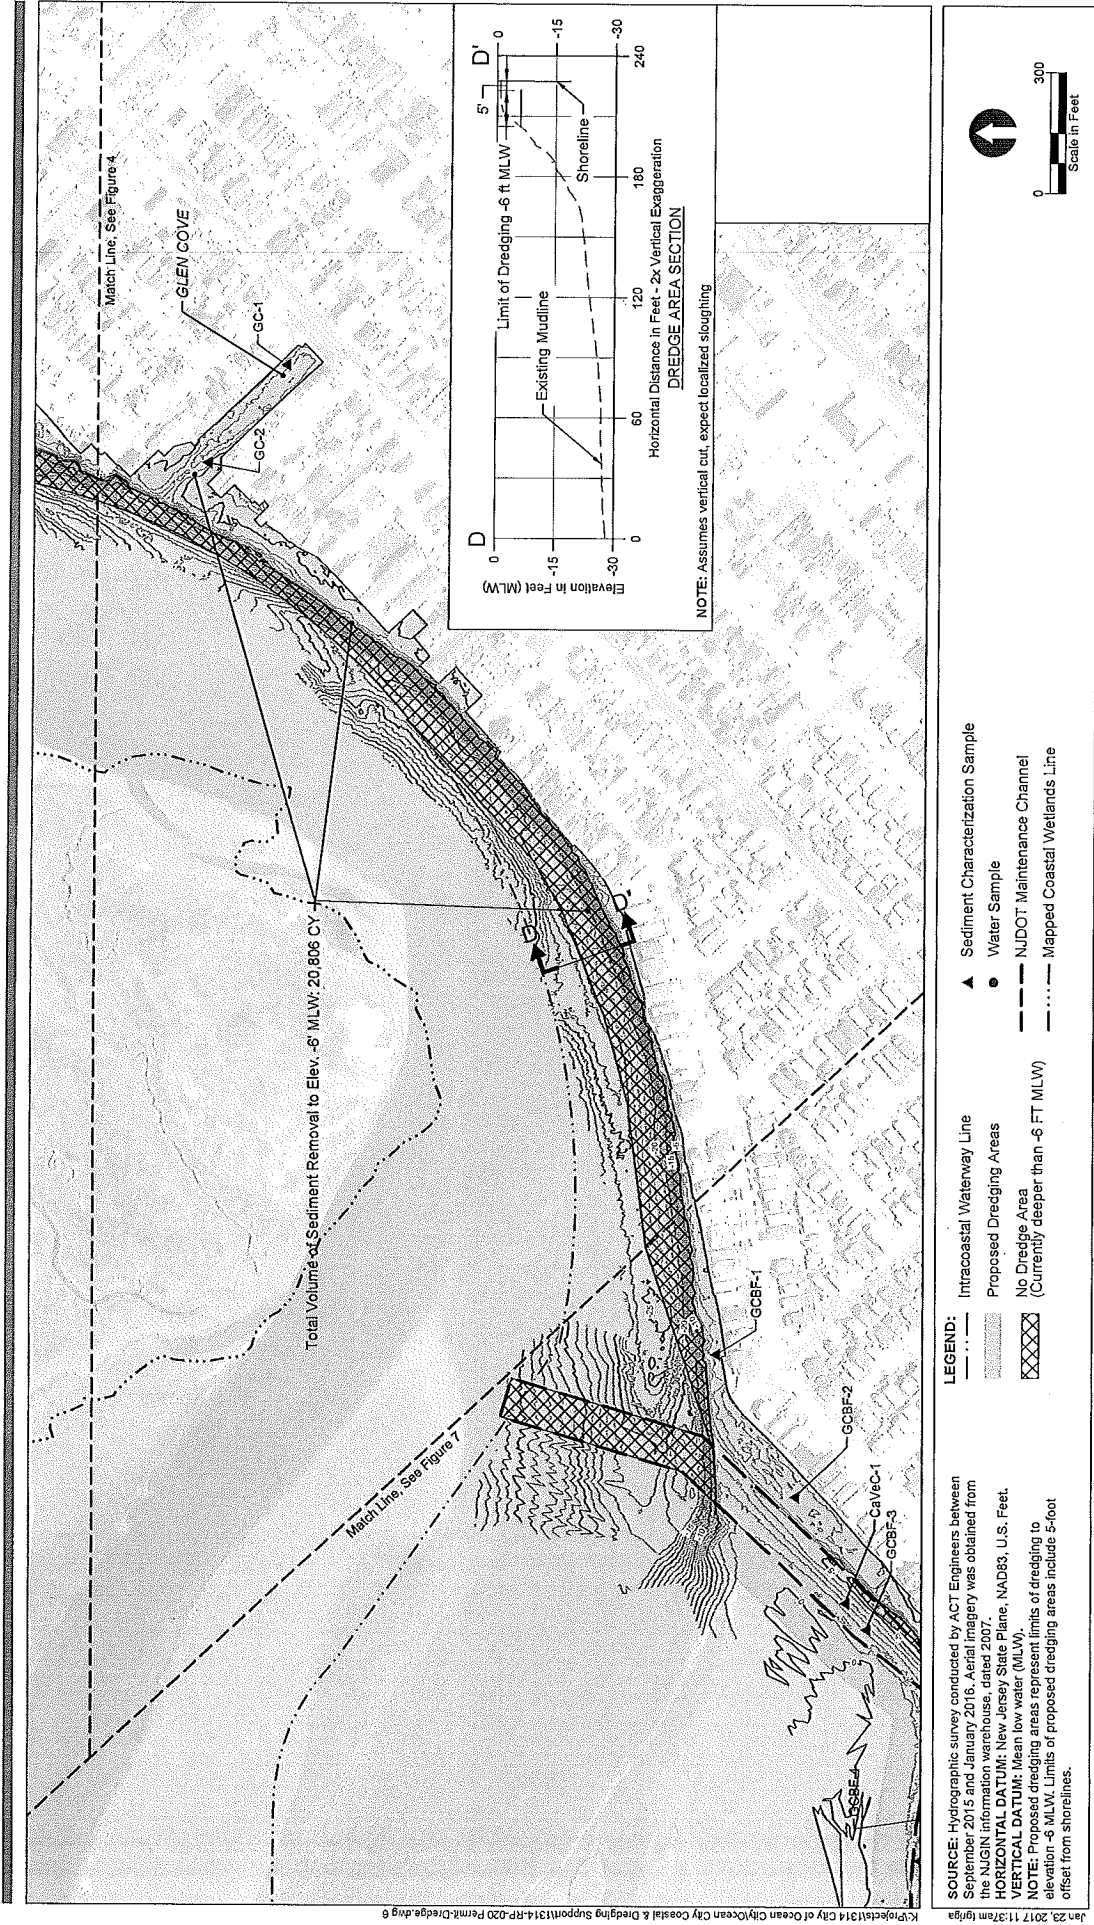 Match Line, See Figure 4
GLEN COVE
GC-1
GC-2
Total Volume of Sediment Removal to Elev. -6' MLW: 20,806 CY
D
D'
Match Line, See Figure 7
GCBF-1
GCBF-2
CaVeC-1
GCBF-3
GCBF-4
D
D'
5'
Elevation in Feet (MLW)
0
-15
-30
0
-15
-30
Limit of Dredging -6 ft MLW
Existing Mudline
Shoreline
0
60
120
180
240
Horizontal Distance in Feet - 2x Vertical Exaggeration
DREDGE AREA SECTION
NOTE: Assumes vertical cut, expect localized sloughing
SOURCE: Hydrographic survey conducted by ACT Engineers between
September 2015 and January 2016. Aerial imagery was obtained from
the NJGIN information warehouse, dated 2007.
HORIZONTAL DATUM: New Jersey State Plane, NAD83, U.S. Feet.
VERTICAL DATUM: Mean low water (MLW).
NOTE: Proposed dredging areas represent limits of dredging to
elevation -6 MLW. Limits of proposed dredging areas include 5-foot
offset from shorelines.
LEGEND:
Intracoastal Waterway Line
Proposed Dredging Areas
No Dredge Area
(Currently deeper than -6 FT MLW)
Sediment Characterization Sample
Water Sample
NJDOT Maintenance Channel
Mapped Coastal Wetlands Line
0
300
Scale in Feet
K:\Projects\1314 City of Ocean City\Ocean City Coastal & Dredging Support\1314-RP-020 Permit-Dredge.dwg 6
Jan 23, 2017 11:37am tgriga